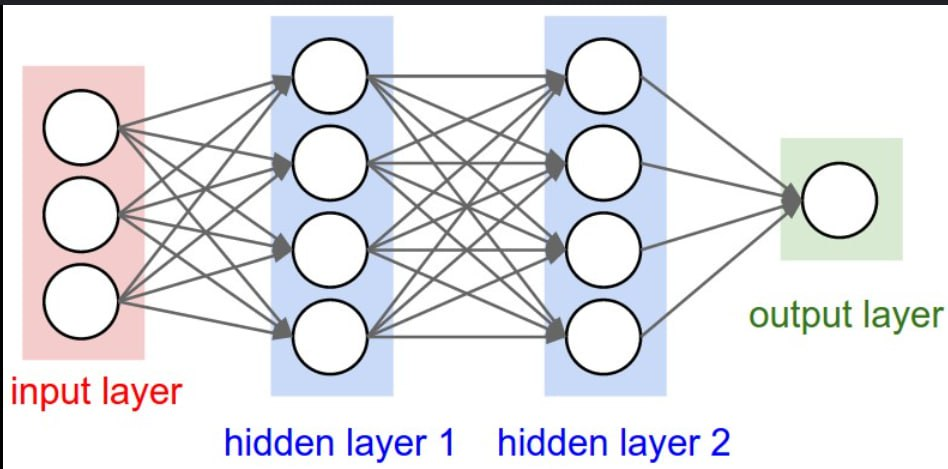 output layer
input layer
hidden layer 1
hidden layer 2